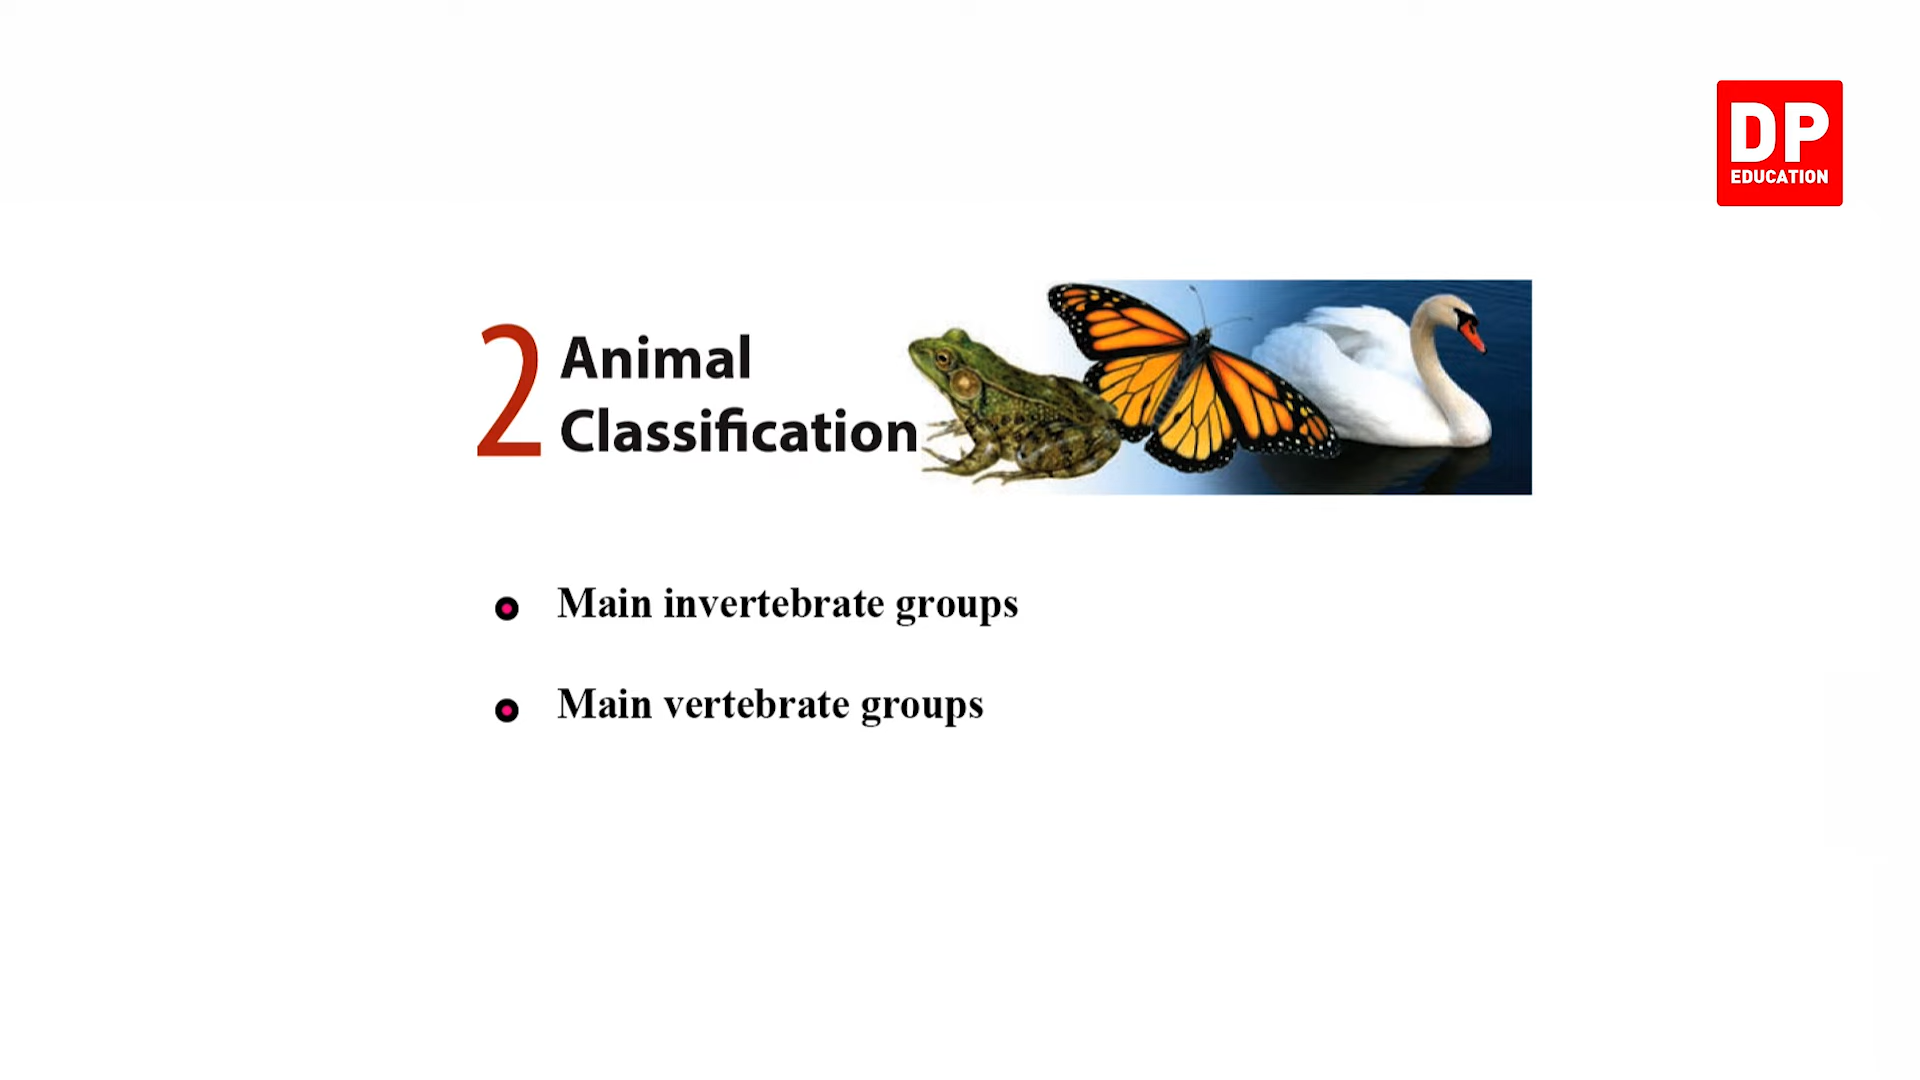 DP
EDUCATION
2 Animal
Classification
Main invertebrate groups
Main vertebrate groups